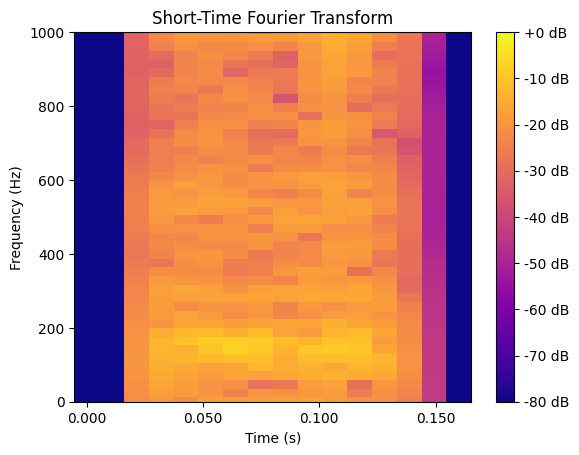 Short-Time Fourier Transform
1000
800
600
400
200
0
Frequency (Hz)
0.000
0.050
0.100
0.150
Time (s)
+0 dB
-10 dB
-20 dB
-30 dB
-40 dB
-50 dB
-60 dB
-70 dB
-80 dB